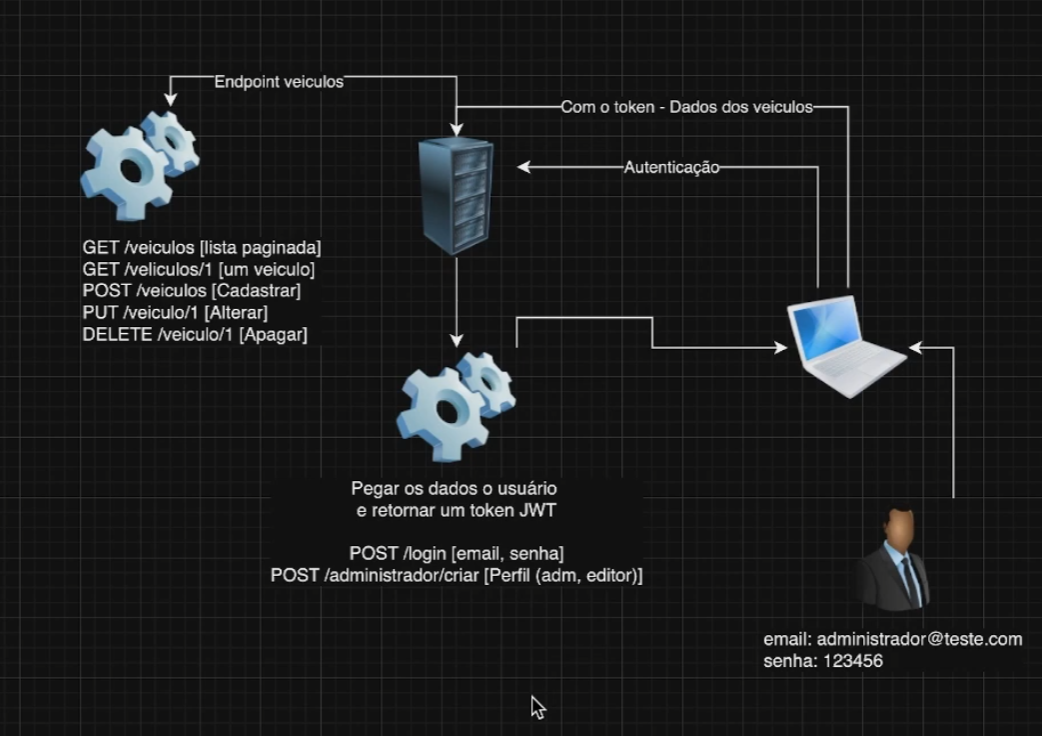 Endpoint veiculos
Com o token - Dados dos veiculos
Autenticação
GET /veiculos [lista paginada]
GET /veliculos/1 [um veiculo]
POST /veiculos [Cadastrar]
PUT /veiculo/1 [Alterar]
DELETE /veiculo/1 [Apagar]
Pegar os dados o usuário
e retornar um token JWT
POST /login [email, senha]
POST /administrador/criar [Perfil (adm, editor)]
email: administrador@teste.com
senha: 123456